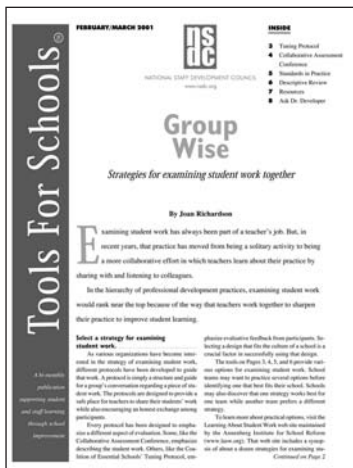 Tools For Schools®
A bi-monthly
publication
supporting student
and staff learning
through school
improvement
FEBRUARY/MARCH 2001
nsdc
NATIONAL STAFF DEVELOPMENT COUNCIL
www.nsdc.org
INSIDE
3 Tuning Protocol
4 Collaborative Assessment
Conference
5 Standards in Practice
6 Descriptive Review
7 Resources
8 Ask Dr. Developer
Group
Wise
Strategies for examining student work together
By Joan Richardson
Examining student work has always been part of a teacher's job. But, in
recent years, that practice has moved from being a solitary activity to being
a more collaborative effort in which teachers learn about their practice by
sharing with and listening to colleagues.
In the hierarchy of professional development practices, examining student work
would rank near the top because of the way that teachers work together to sharpen
their practice to improve student learning.
Select a strategy for examining
student work.
As various organizations have become inter-
ested in the strategy of examining student work,
different protocols have been developed to guide
that work. A protocol is simply a structure and guide
for a group's conversation regarding a piece of stu-
dent work. The protocols are designed to provide a
safe place for teachers to share their students' work
while also encouraging an honest exchange among
participants.
Every protocol has been designed to empha-
size a different aspect of evaluation. Some, like the
Collaborative Assessment Conference, emphasize
describing the student work. Others, like the Coa-
lition of Essential Schools' Tuning Protocol, em-
phasize evaluative feedback from participants. Se-
lecting a design that fits the culture of a school is a
crucial factor in successfully using that design.
The tools on Pages 3, 4, 5, and 6 provide vari-
ous options for examining student work. School
teams may want to practice several options before
identifying one that best fits their school. Schools
may also discover that one strategy works best for
one team while another team prefers a different
strategy.
To learn more about practical options, visit the
Learning About Student Work web site maintained
by the Annenberg Institute for School Reform
(www.lasw.org). That web site includes a synop-
sis of about a dozen strategies for examining stu-
Continued on Page 2